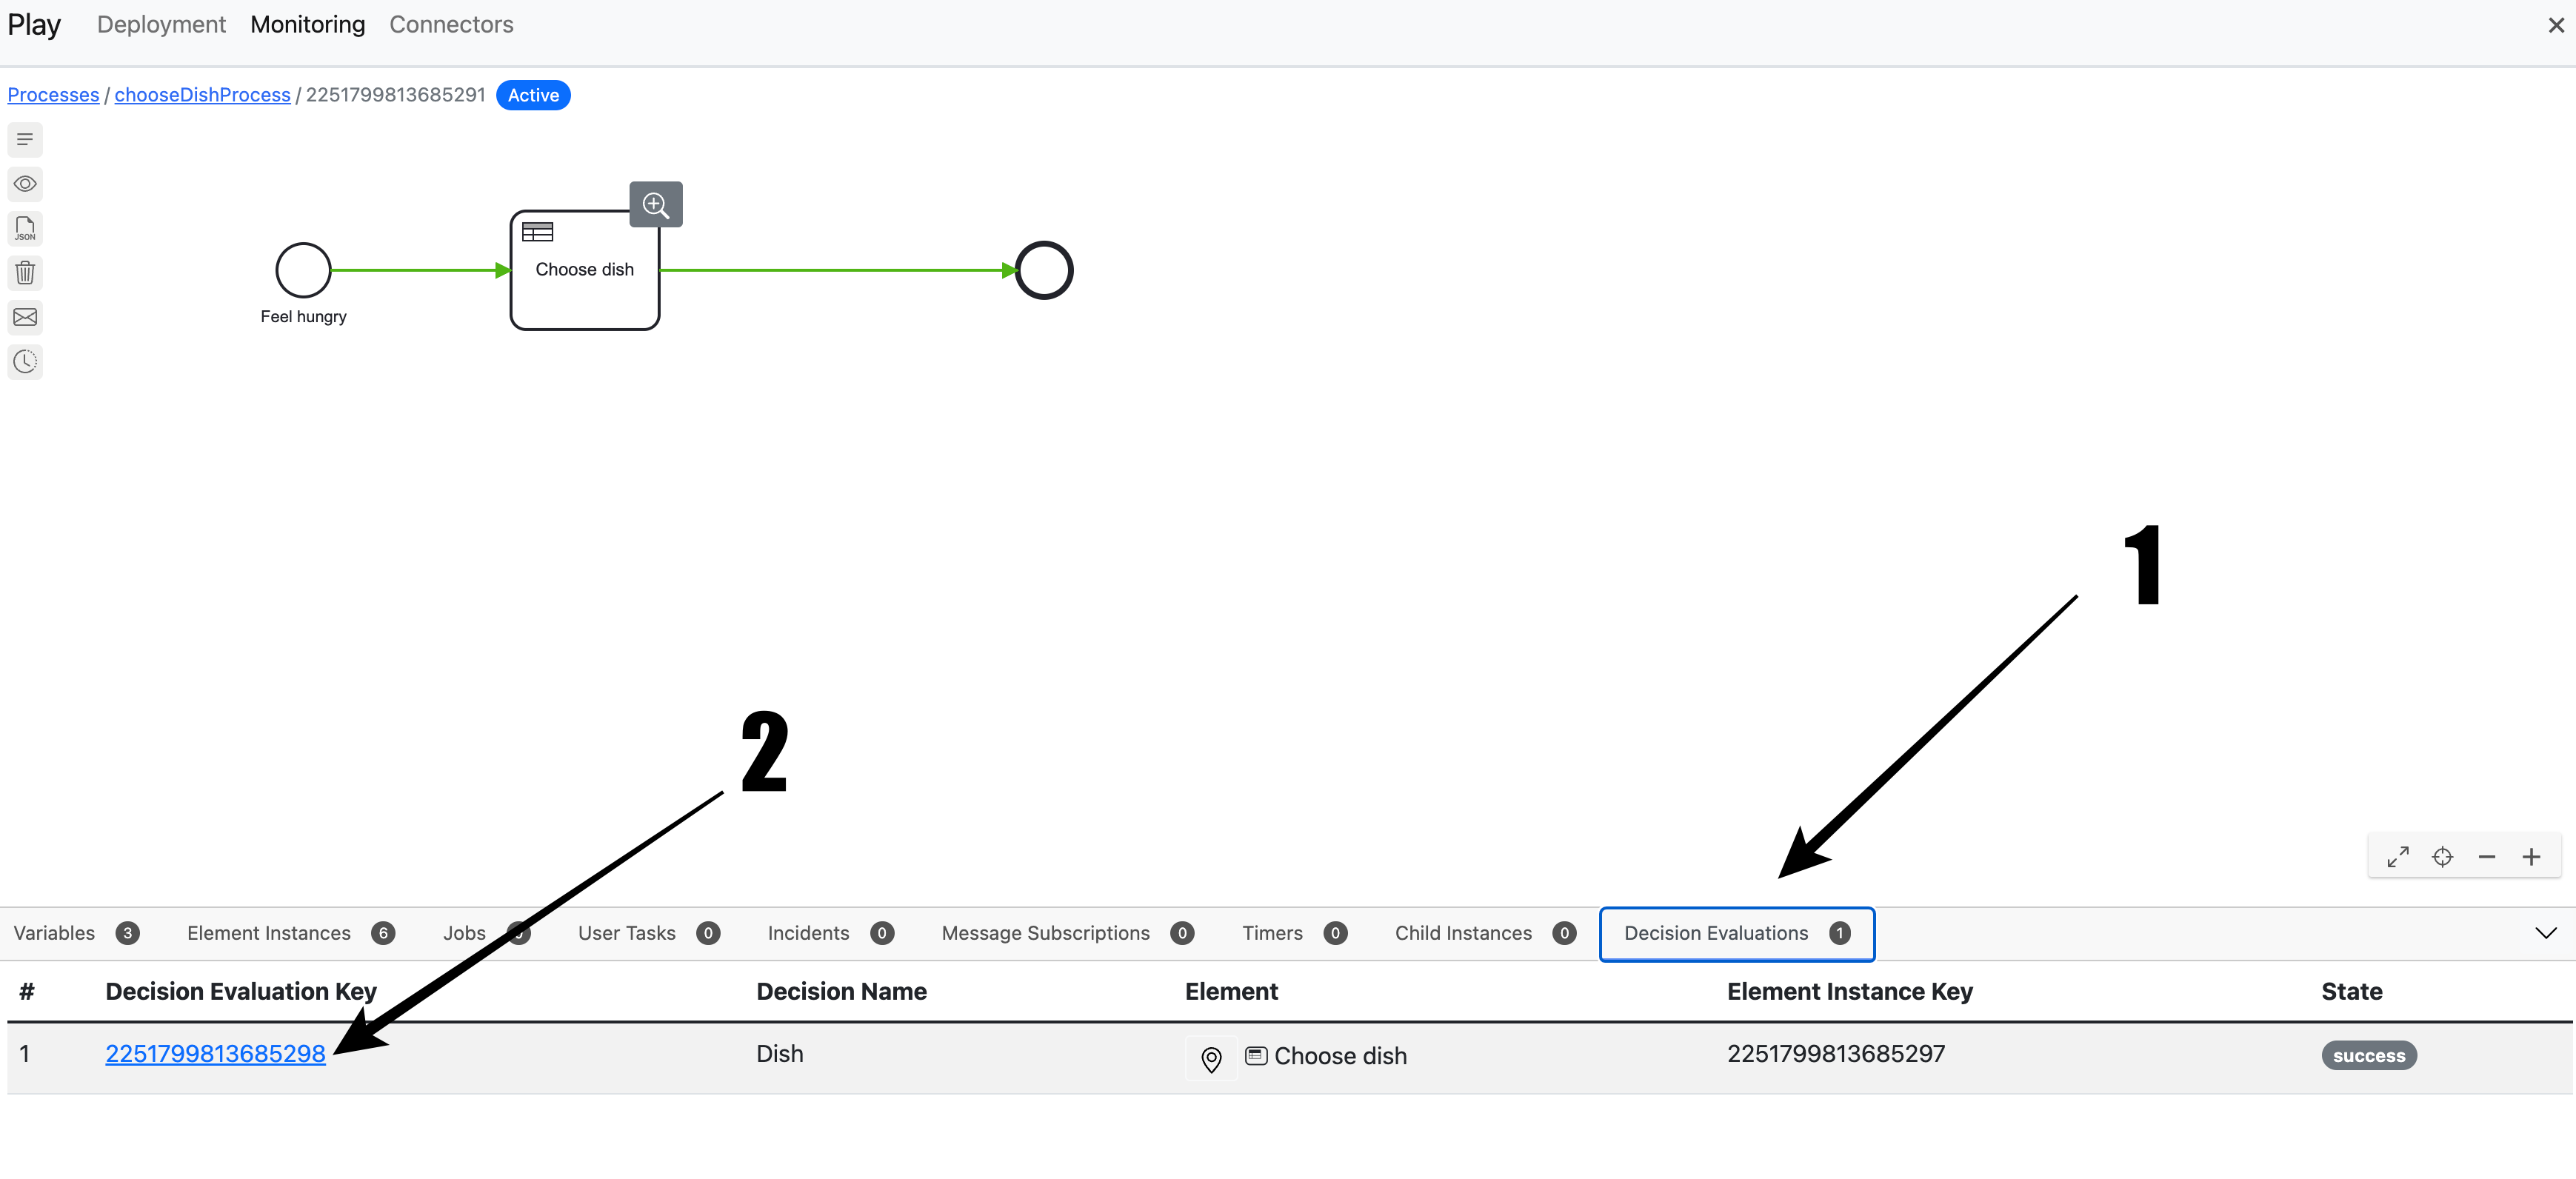 Play Deployment Monitoring Connectors
Processes / chooseDishProcess / 2251799813685291 Active
JSON
Choose dish
Feel hungry
1
2
Variables 3 Element Instances 6 Jobs User Tasks 0 Incidents 0 Message Subscriptions 0 Timers 0 Child Instances 0 Decision Evaluations 1
# Decision Evaluation Key Decision Name Element Element Instance Key State
1 2251799813685298 Dish Choose dish 2251799813685297 success